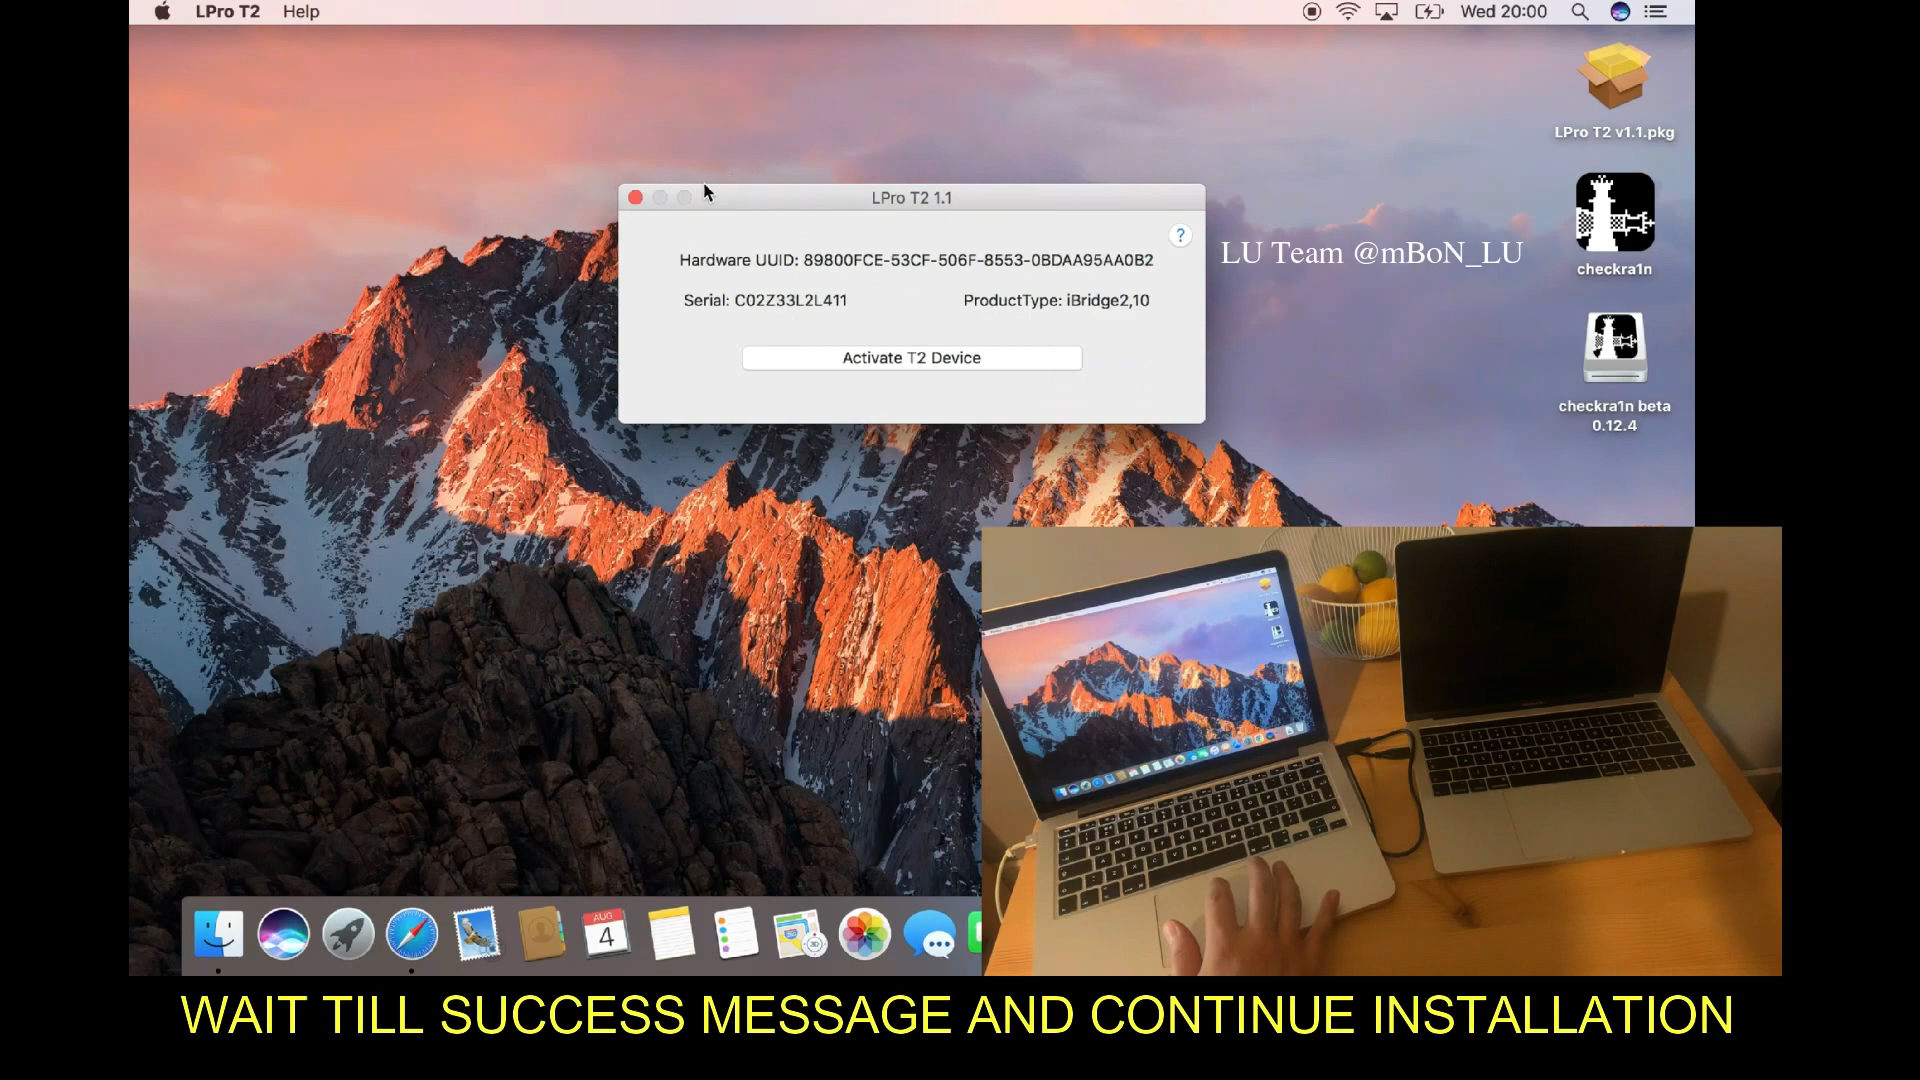 LPro T2 Help
Wed 20:00
LPro T2 v1.1.pkg
LPro T2 1.1
?
Hardware UUID: 89800FCE-53CF-506F-8553-0BDAA95AA0B2
LU Team @mBoN_LU
checkra1n
Serial: C02Z33L2L411 ProductType: iBridge2,10
Activate T2 Device
checkra1n beta
0.12.4
AUG
4
3D
WAIT TILL SUCCESS MESSAGE AND CONTINUE INSTALLATION